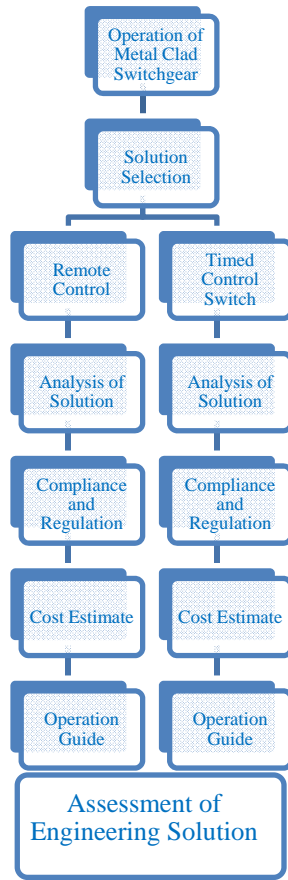 Operation of
Metal Clad
Switchgear
Solution
Selection
Remote
Control
Timed
Control
Switch
Analysis of
Solution
Analysis of
Solution
Compliance
and
Regulation
Compliance
and
Regulation
Cost Estimate
Cost Estimate
Operation
Guide
Operation
Guide
Assessment of
Engineering Solution